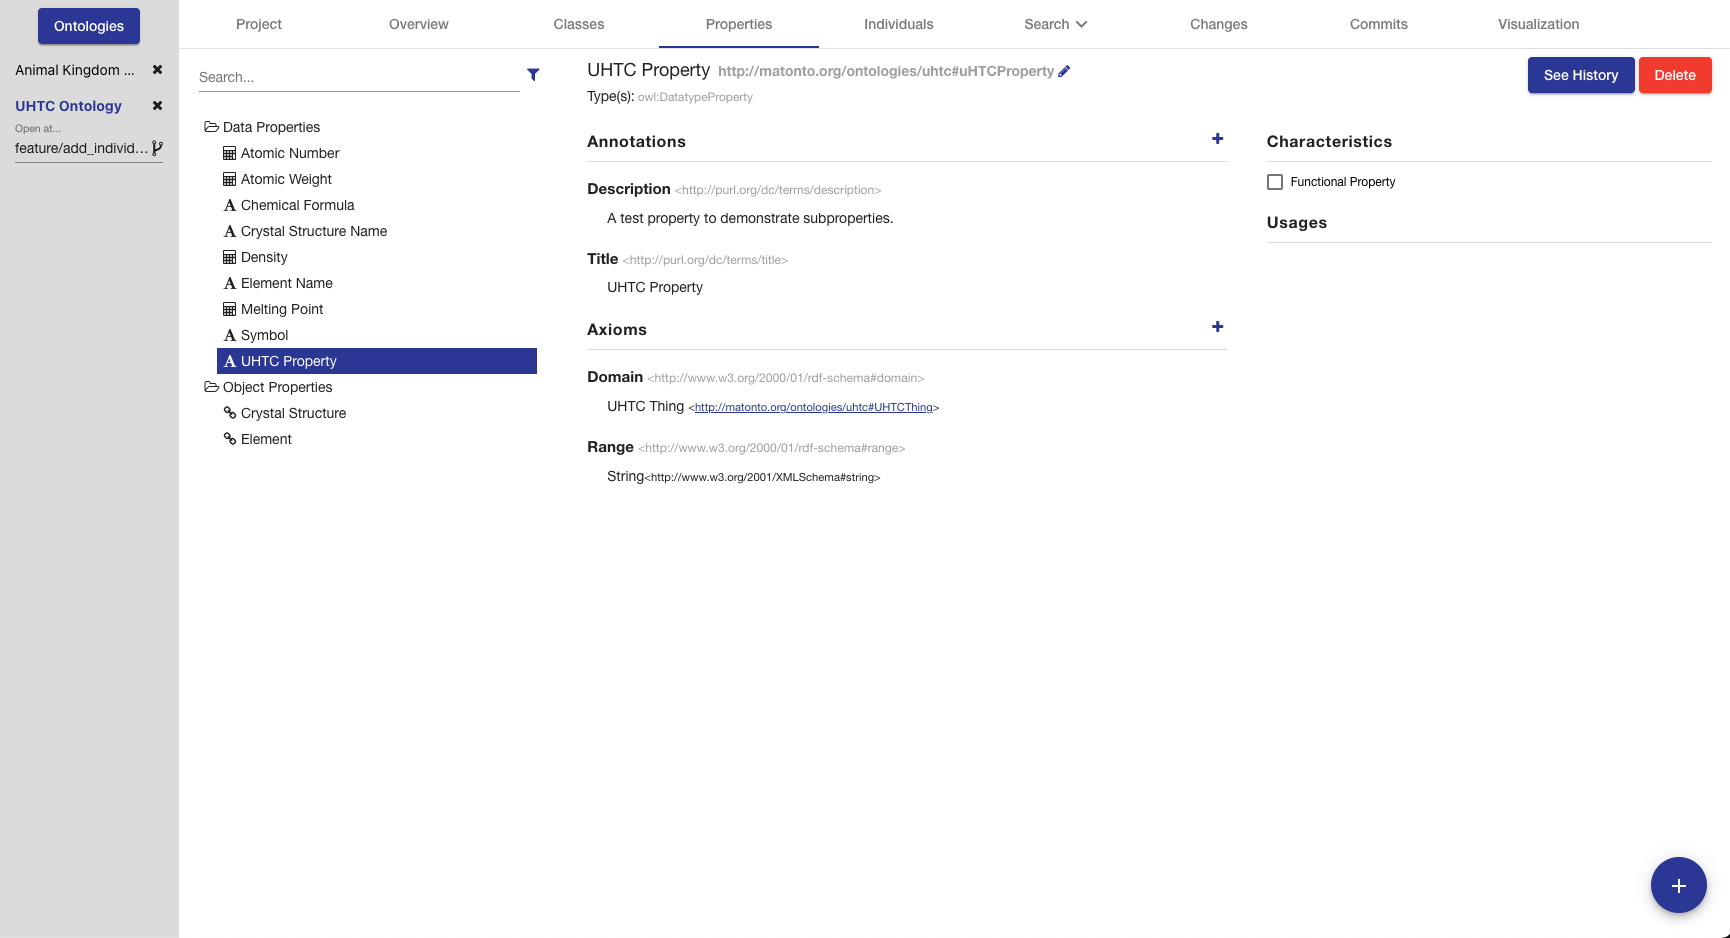 Ontologies
Animal Kingdom ...
UHTC Ontology
Open at...
feature/add_individ...
Project Overview Classes Properties Individuals Search Changes Commits Visualization
Search...
Data Properties
Atomic Number
Atomic Weight
Chemical Formula
Crystal Structure Name
Density
Element Name
Melting Point
Symbol
UHTC Property
Object Properties
Crystal Structure
Element
UHTC Property http://matonto.org/ontologies/uhtc#uHTCProperty
Type(s): owl:DatatypeProperty
See History Delete
Annotations
Description <http://purl.org/dc/terms/description>
A test property to demonstrate subproperties.
Title <http://purl.org/dc/terms/title>
UHTC Property
Axioms
Domain <http://www.w3.org/2000/01/rdf-schema#domain>
UHTC Thing <http://matonto.org/ontologies/uhtc#UHTCThing>
Range <http://www.w3.org/2000/01/rdf-schema#range>
String<http://www.w3.org/2001/XMLSchema#string>
Characteristics
Functional Property
Usages